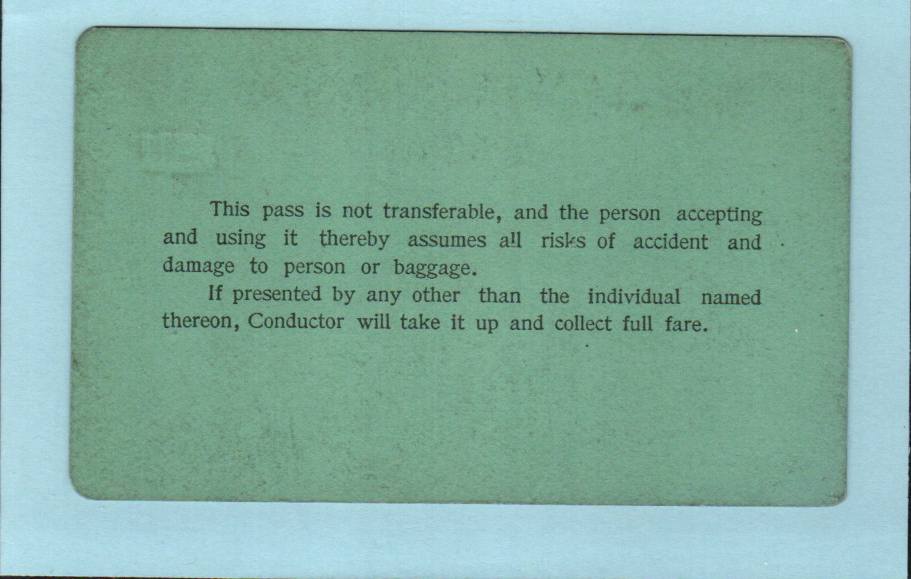 This pass is not transferable, and the person accepting
and using it thereby assumes all risks of accident and
damage to person or baggage.
If presented by any other than the individual named
thereon, Conductor will take it up and collect full fare.